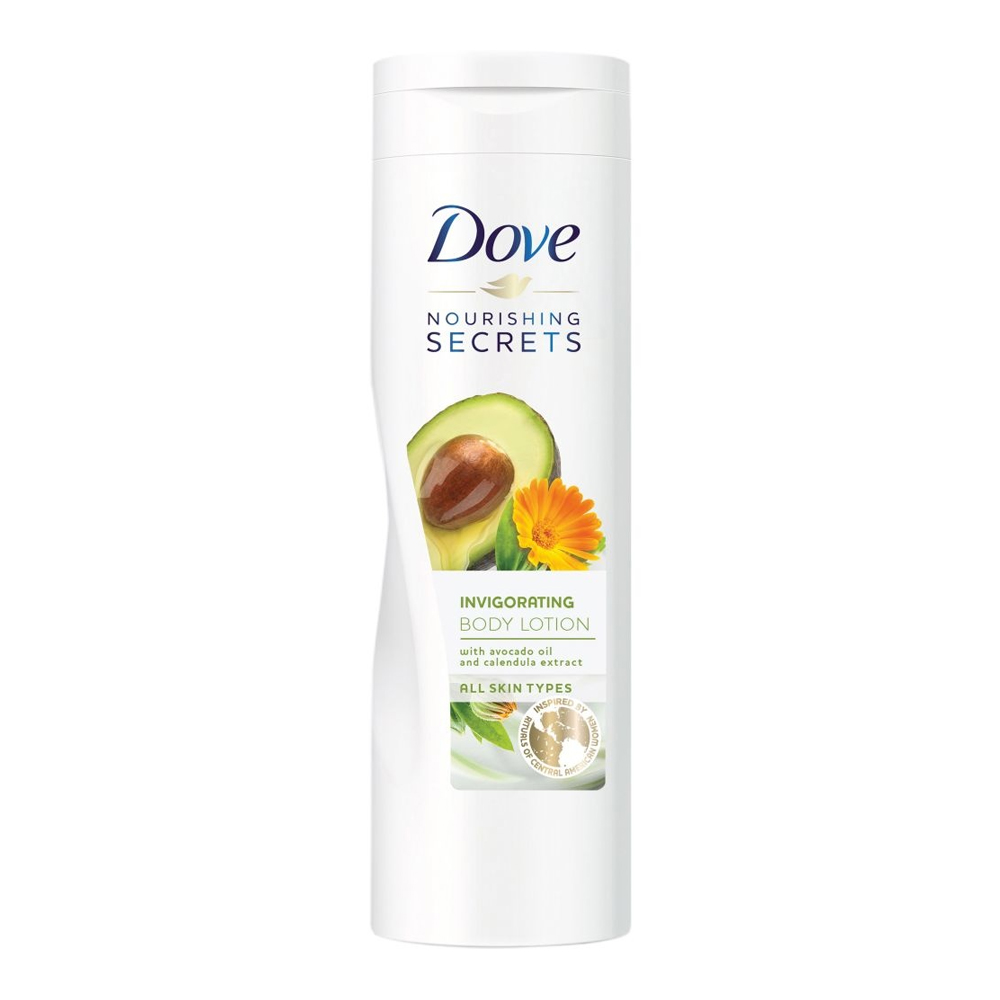 Dove
NOURISHING
SECRETS
INVIGORATING
BODY LOTION
with avocado oil
and calendula extract
ALL SKIN TYPES
INSPIRED BY
RITUALS OF CENTRAL AMERICAN WOMEN